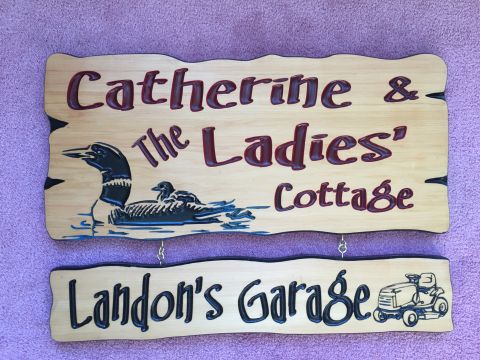 Catherine &
The Ladies'
Cottage
Landon's Garage